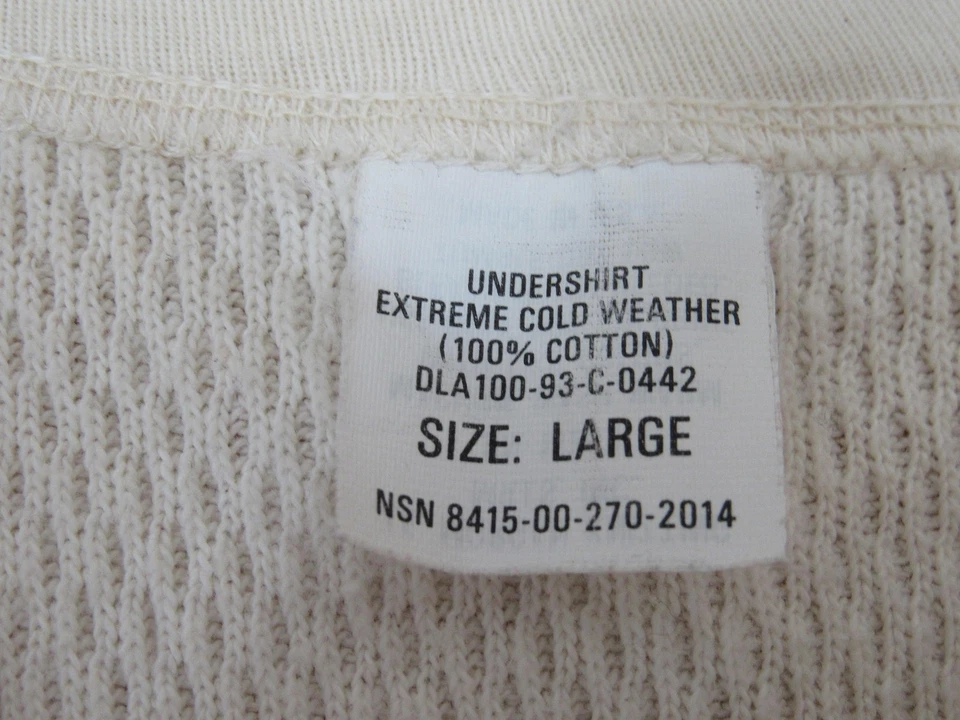 UNDERSHIRT
EXTREME COLD WEATHER
(100% COTTON)
DLA100-93-C-0442
SIZE: LARGE
NSN 8415-00-270-2014